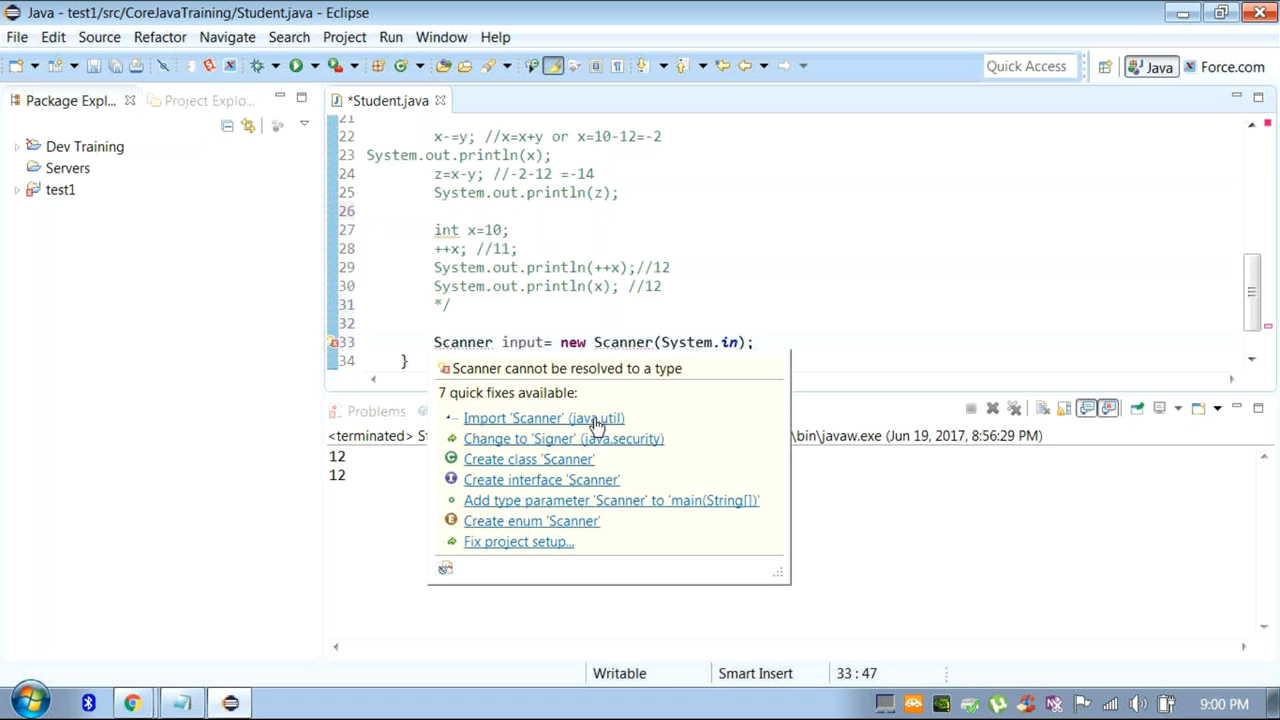 Java - test1/src/CoreJavaTraining/Student.java - Eclipse
File Edit Source Refactor Navigate Search Project Run Window Help
Quick Access Java Force.com
Package Expl... Project Explo... *Student.java
Dev Training
Servers
test1
21
22 x-=y; //x=x+y or x=10-12=-2
23 System.out.println(x);
24 z=x-y; //-2-12 =-14
25 System.out.println(z);
26
27 int x=10;
28 ++x; //11;
29 System.out.println(++x);//12
30 System.out.println(x); //12
31 */
32
33 Scanner input= new Scanner(System.in);
34 }
Scanner cannot be resolved to a type
7 quick fixes available:
Import 'Scanner' (java.util)
Change to 'Signer' (java.security)
Create class 'Scanner'
Create interface 'Scanner'
Add type parameter 'Scanner' to 'main(String[])'
Create enum 'Scanner'
Fix project setup...
Problems @
<terminated> St \bin\javaw.exe (Jun 19, 2017, 8:56:29 PM)
12
12
Writable Smart Insert 33 : 47
9:00 PM